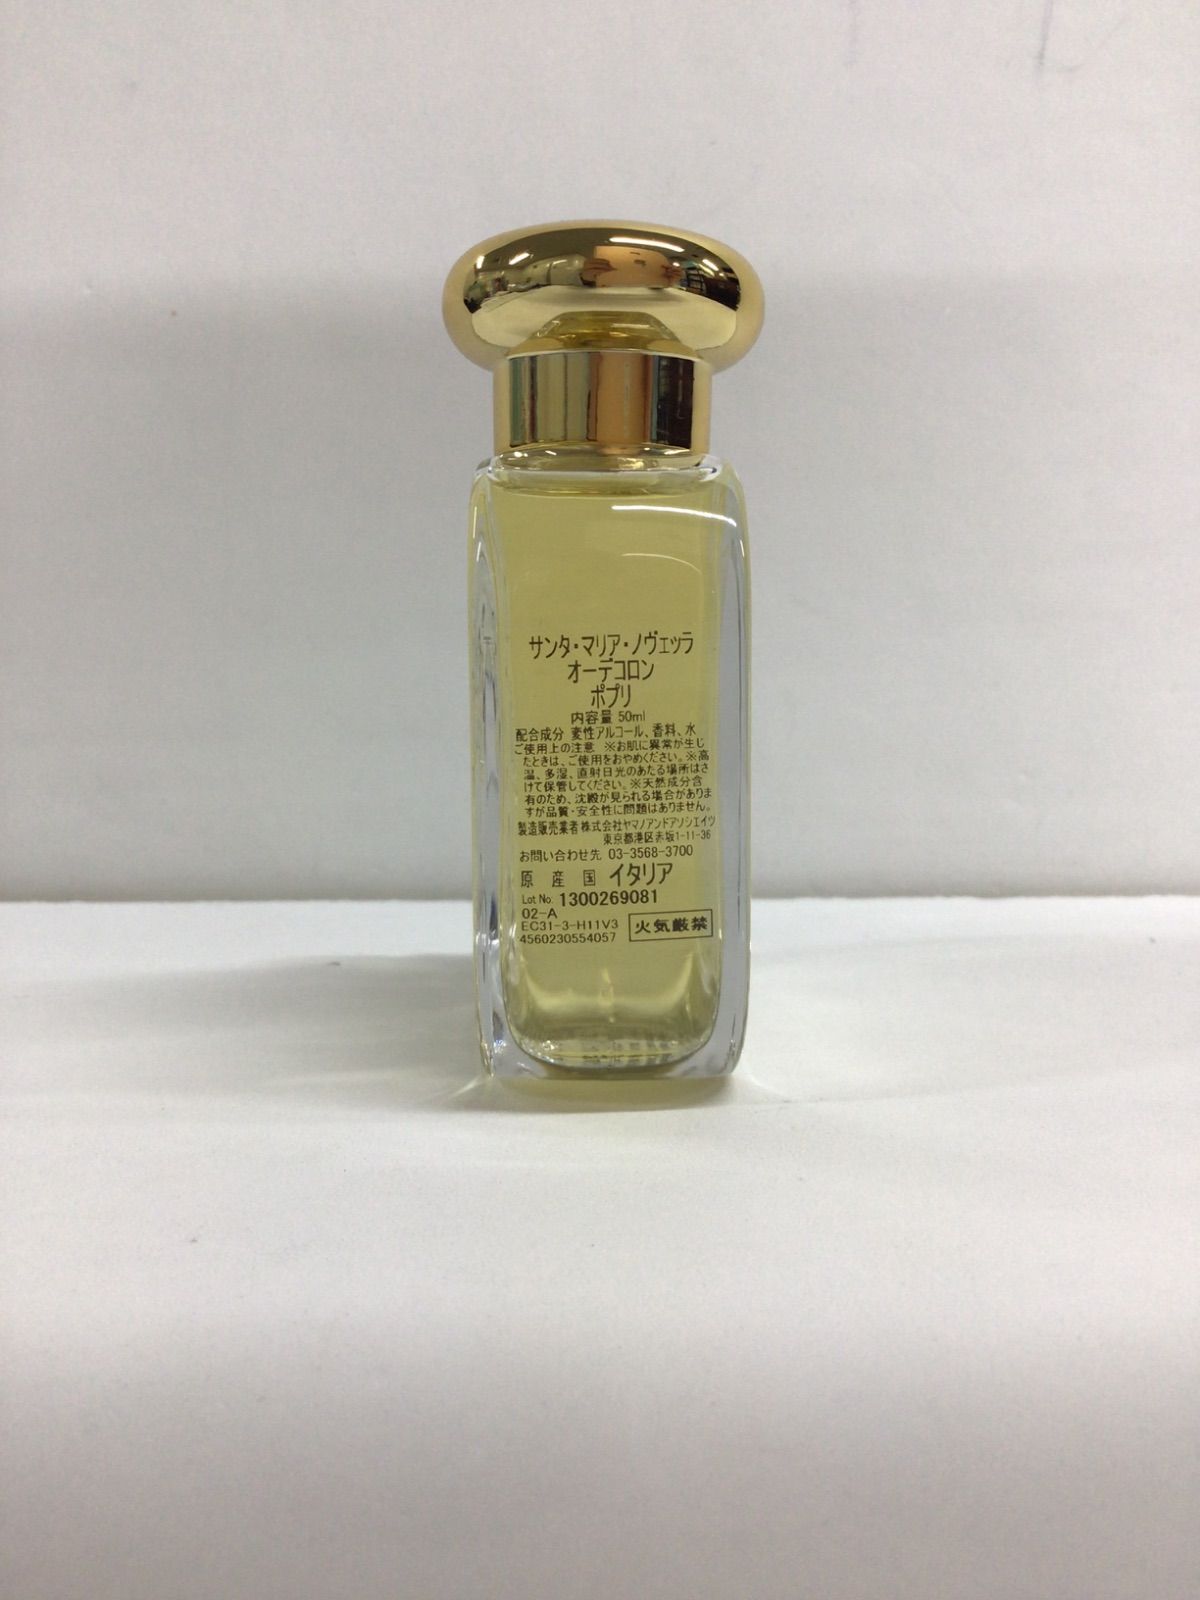 サンタ・マリア・ノヴェッラ
オーデコロン
ポプリ
内容量 50ml
配合成分 変性アルコール、香料、水
ご使用上の注意 ※お肌に異常が生じ
たときは、ご使用をおやめください。※高
温、多湿、直射日光のあたる場所はさ
けて保管してください。※天然成分含
有のため、沈殿が見られる場合がありま
すが品質・安全性に問題はありません。
製造販売業者 株式会社ヤマノアンドアソシエイツ
東京都港区赤坂1-11-36
お問い合わせ先 03-3568-3700
原 産 国 イタリア
Lot No: 1300269081
02-A
EC31-3-H11V3
4560230554057
火気厳禁